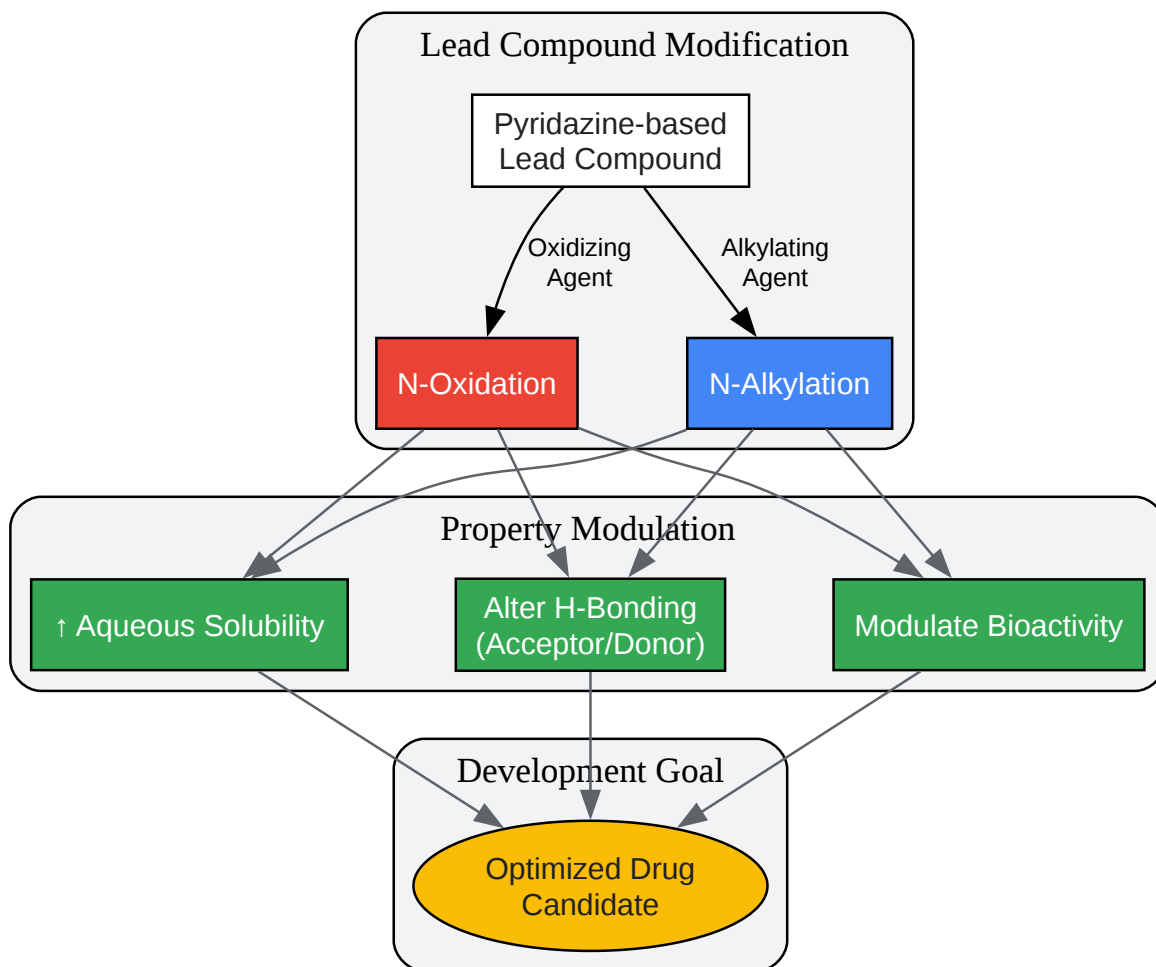 Lead Compound Modification
Pyridazine-based
Lead Compound
Oxidizing
Agent
Alkylating
Agent
N-Oxidation
N-Alkylation
Property Modulation
↑ Aqueous Solubility
Alter H-Bonding
(Acceptor/Donor)
Modulate Bioactivity
Development Goal
Optimized Drug
Candidate